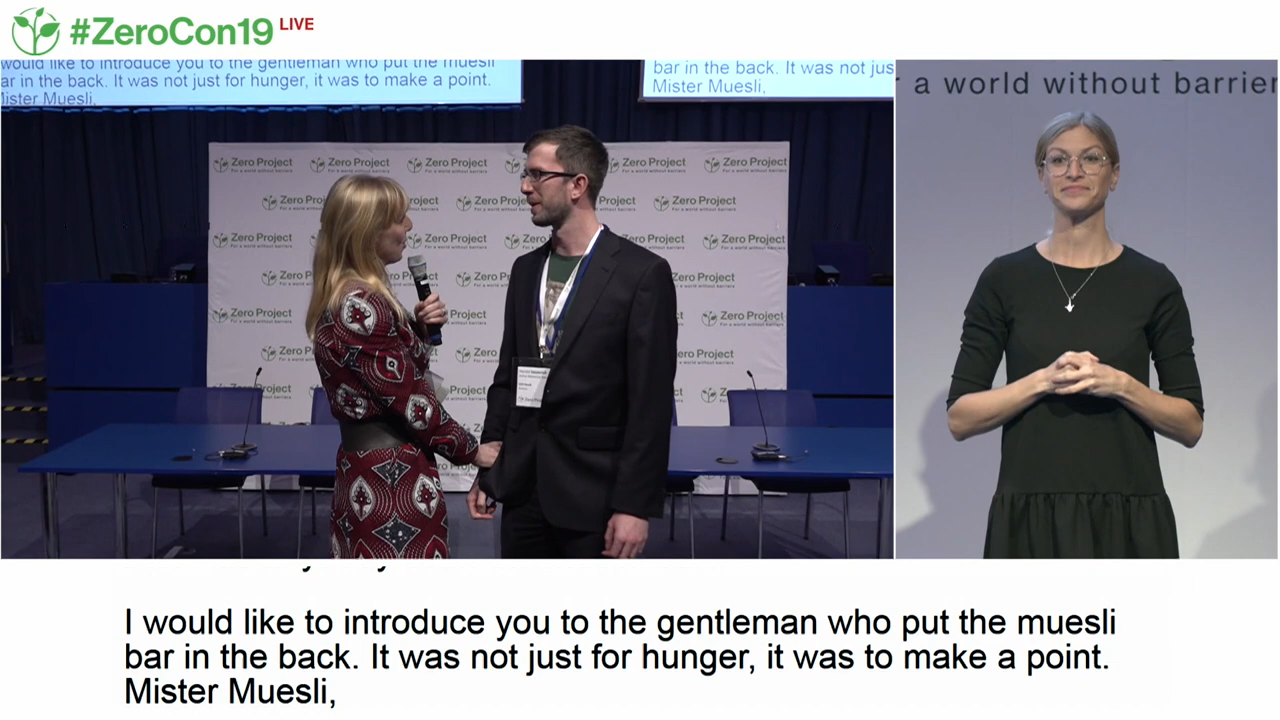 #ZeroCon19 LIVE
would like to introduce you to the gentleman who put the muesli
bar in the back. It was not just for hunger, it was to make a point.
Mister Muesli,
bar in the back. It was not jus
Mister Muesli,
a world without barrier
Zero Project
For a world without barriers
I would like to introduce you to the gentleman who put the muesli
bar in the back. It was not just for hunger, it was to make a point.
Mister Muesli,